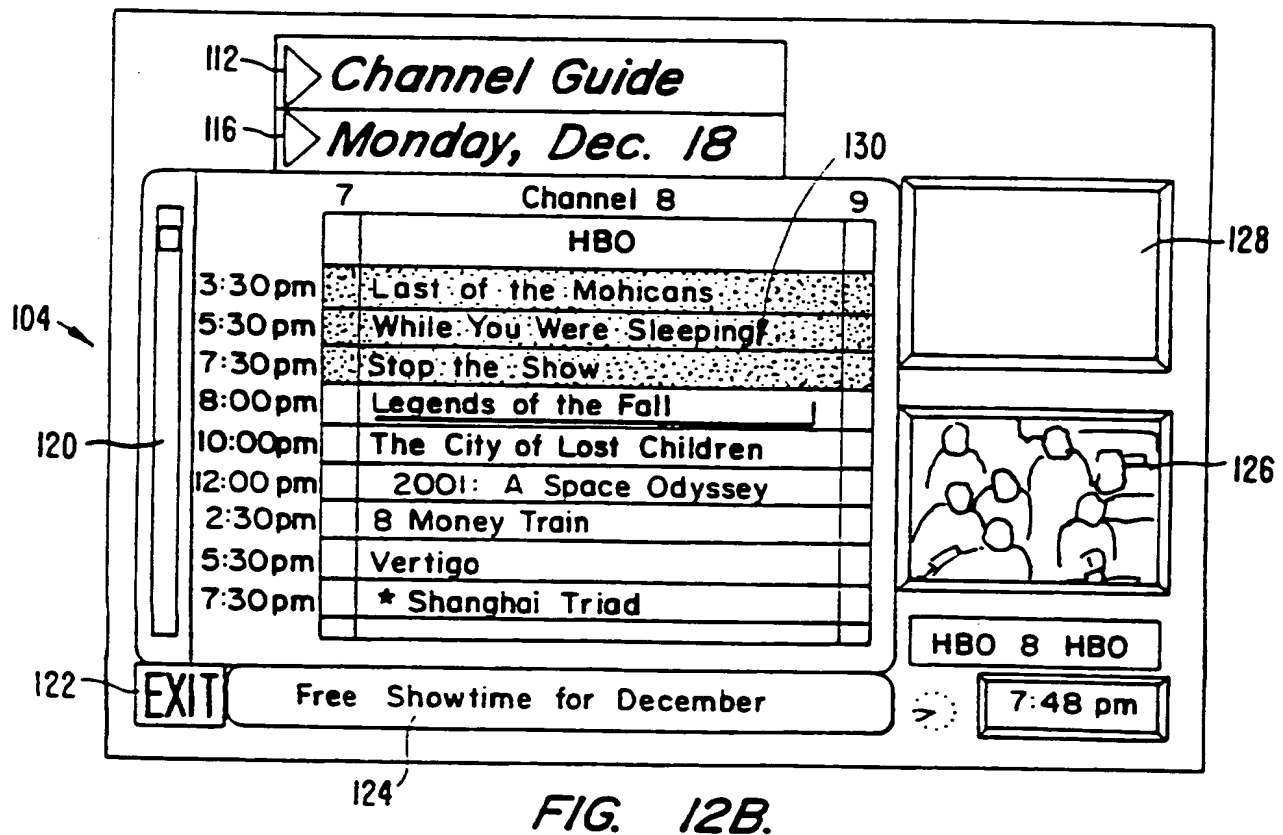 112 Channel Guide
116 Monday, Dec. 18
130
7 Channel 8 9
HBO
128
3:30pm Last of the Mohicans
104
5:30pm While You Were Sleeping
7:30pm Stop the Show
8:00pm Legends of the Fall
120
10:00pm The City of Lost Children
126
12:00 pm 2001: A Space Odyssey
2:30pm 8 Money Train
5:30pm Vertigo
7:30pm * Shanghai Triad
HBO 8 HBO
122 EXIT Free Showtime for December
7:48 pm
124
FIG. 12B.